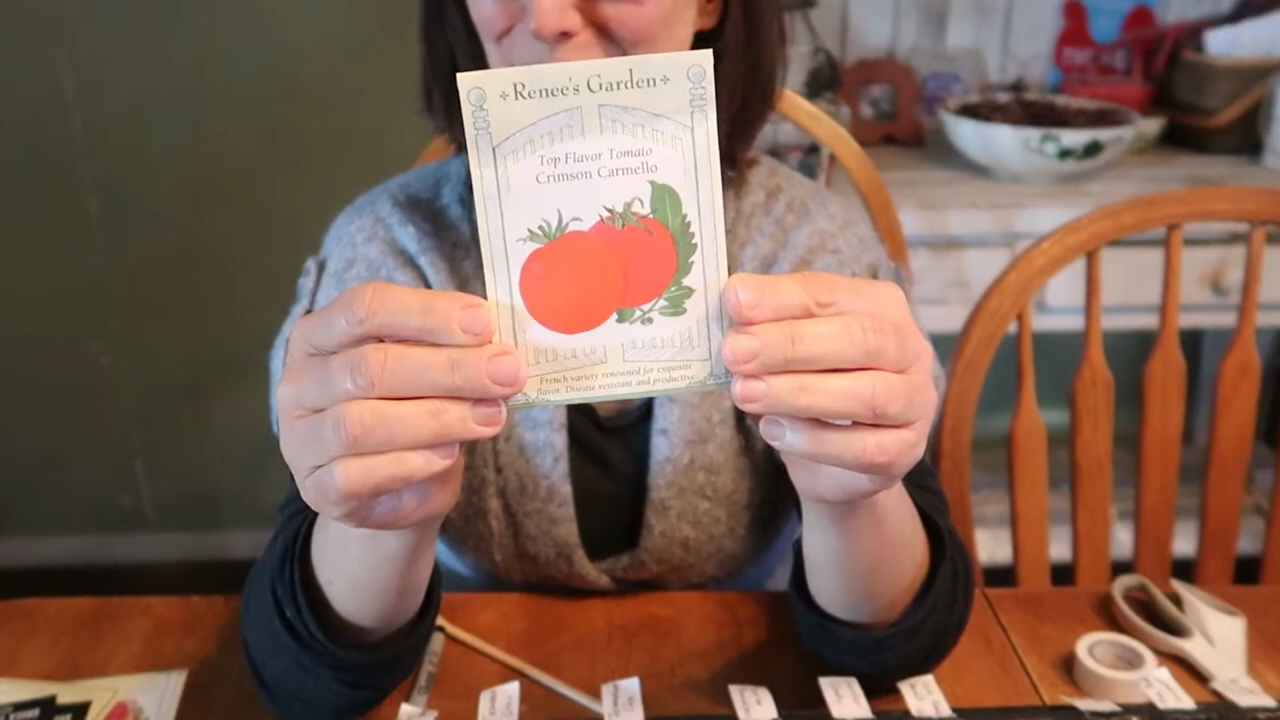 Renee's Garden
Top Flavor Tomato
Crimson Carmello
French variety renowned for exquisite
flavor. Disease resistant and productive.